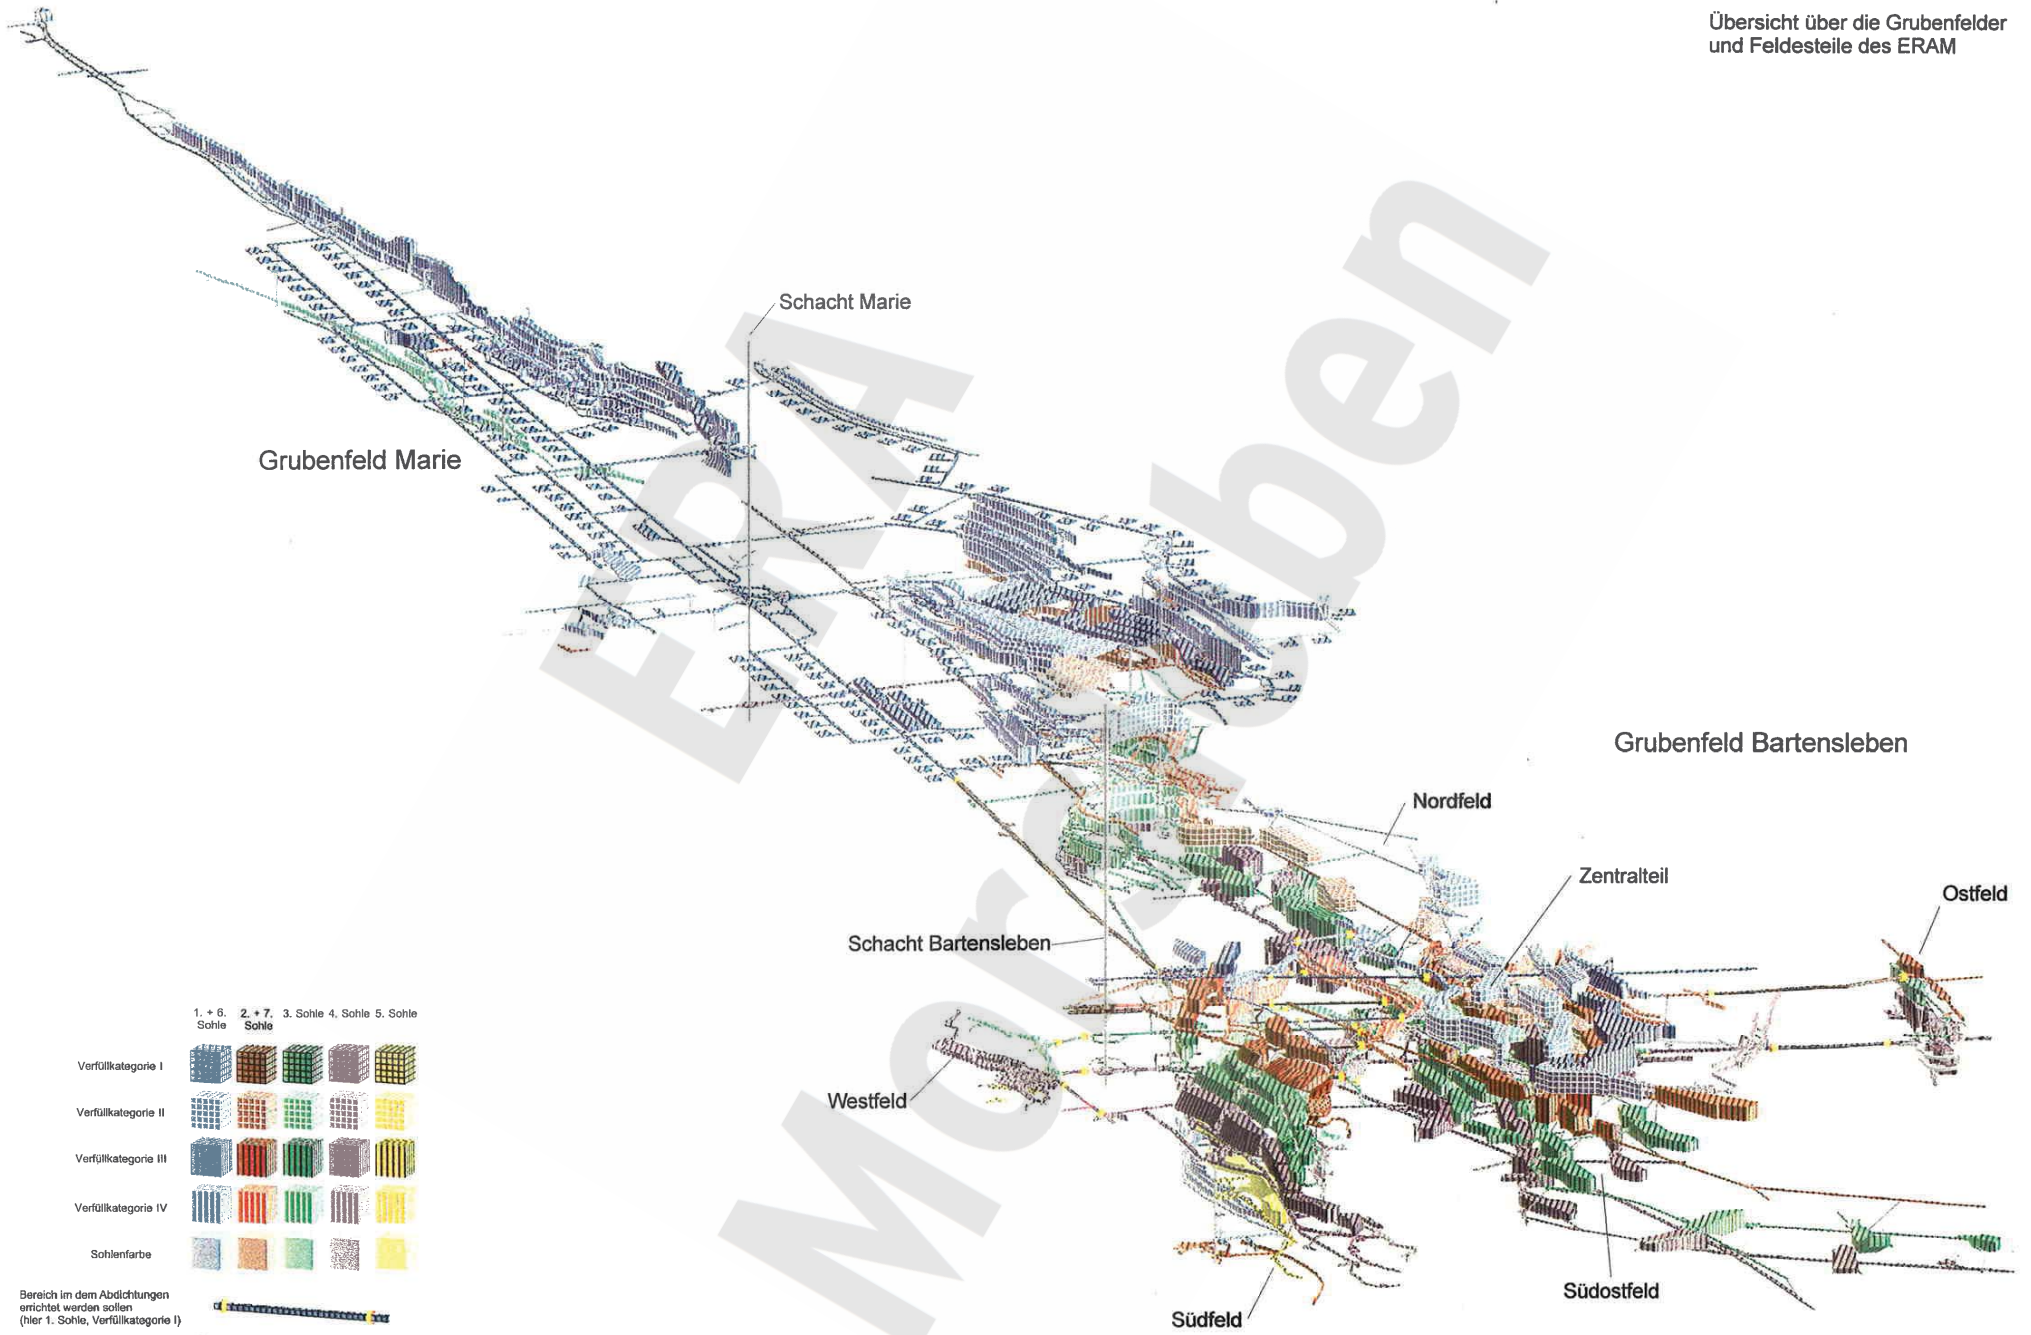 Übersicht über die Grubenfelder
und Feldesteile des ERAM
Schacht Marie
Grubenfeld Marie
ERA
Morsleben
Grubenfeld Bartensleben
Nordfeld
Zentralteil
Ostfeld
Schacht Bartensleben
Westfeld
Südostfeld
Südfeld
1. + 6. Sohle
2. + 7. Sohle
3. Sohle
4. Sohle
5. Sohle
Verfüllkategorie I
Verfüllkategorie II
Verfüllkategorie III
Verfüllkategorie IV
Sohlenfarbe
Bereich im dem Abdichtungen
errichtet werden sollen
(hier 1. Sohle, Verfüllkategorie I)